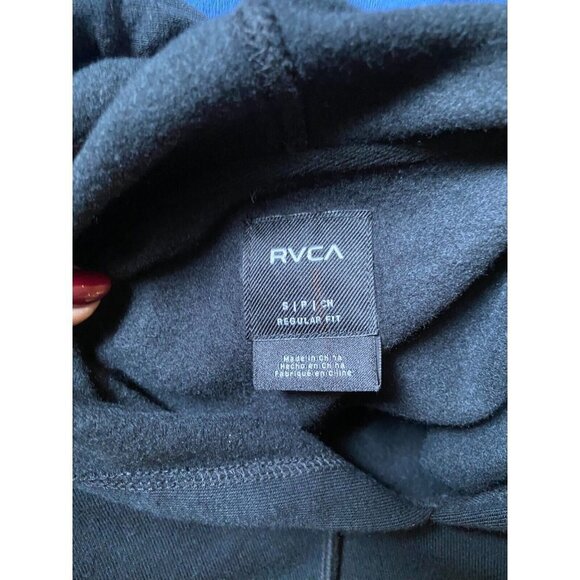 RVCA
S | P | CH
REGULAR FIT
Made in China
Hecho en China
Fabriqué en Chine